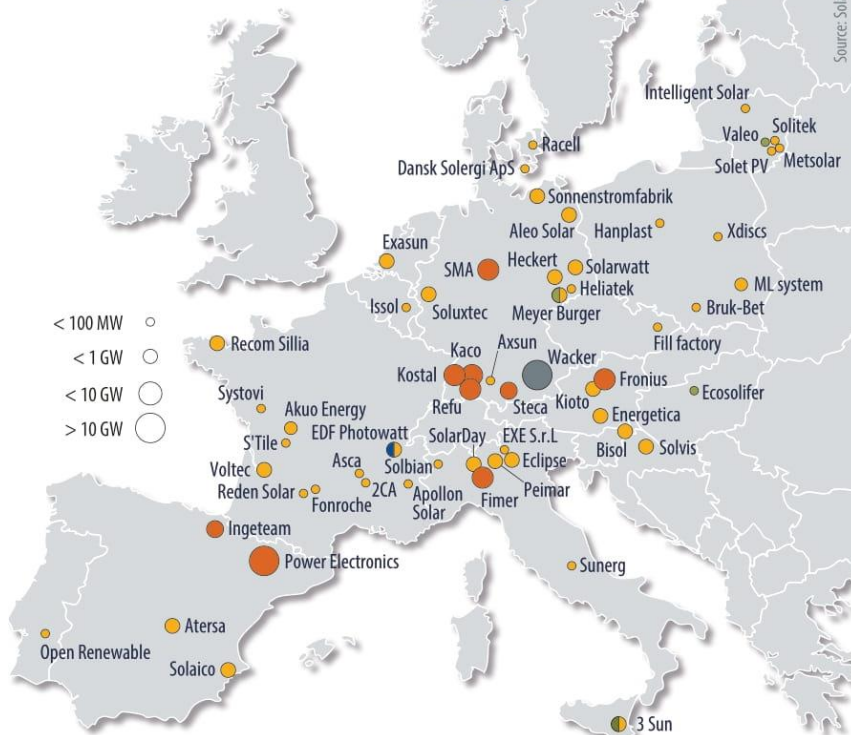 Source: Sol
Intelligent Solar
Valeo
Solitek
Solet PV
Metsolar
Racell
Dansk Solergi ApS
Sonnenstromfabrik
Aleo Solar
Hanplast
Xdiscs
Exasun
SMA
Heckert
Solarwatt
ML system
Issol
Soluxtec
Heliatek
Meyer Burger
Bruk-Bet
< 100 MW
Fill factory
< 1 GW
Recom Sillia
Kaco
Axsun
Wacker
Kostal
Fronius
< 10 GW
Systovi
Refu
Steca
Kioto
Ecosolifer
> 10 GW
Akuo Energy
Energetica
S'Tile
EDF Photowatt
SolarDay
EXE S.r.L
Bisol
Solvis
Voltec
Asca
Solbian
Eclipse
Reden Solar
Fonroche
2CA
Apollon
Solar
Fimer
Peimar
Ingeteam
Power Electronics
Sunerg
Atersa
Open Renewable
Solaico
3 Sun